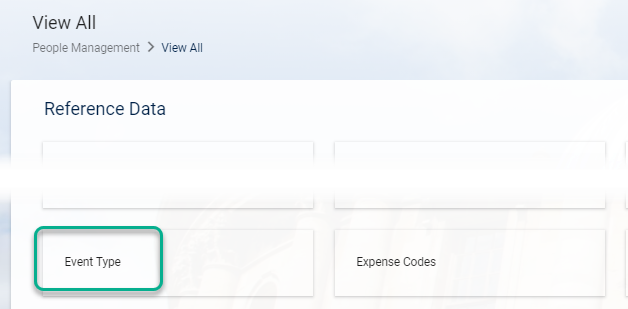 View All
People Management > View All
Reference Data
Event Type
Expense Codes